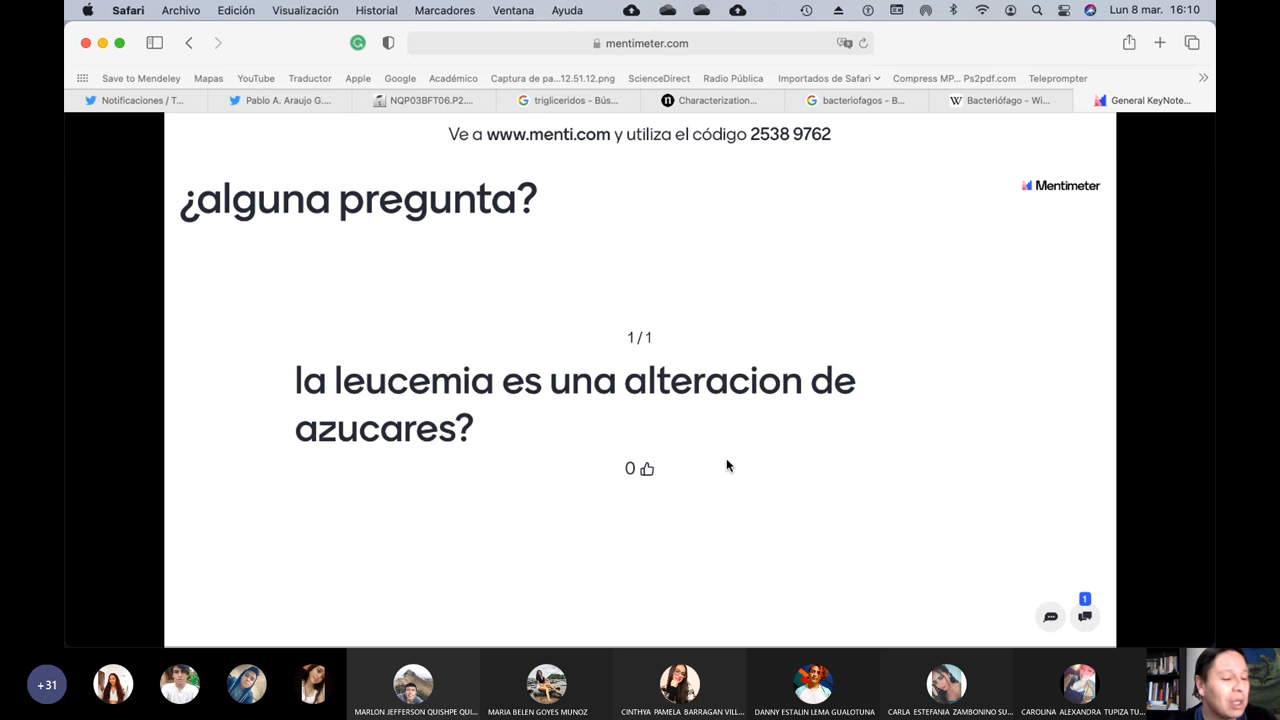 Safari Archivo Edición Visualización Historial Marcadores Ventana Ayuda Lun 8 mar. 16:10
mentimeter.com
Save to Mendeley Mapas YouTube Traductor Apple Google Académico Captura de pa...12.51.12.png ScienceDirect Radio Pública Importados de Safari Compress MP... Ps2pdf.com Teleprompter
Notificaciones / T... Pablo A. Araujo G.... NQP03BFT06.P2.... trigliceridos - Bús... Characterization... bacteriofagos - B... W Bacteriófago - Wi... General KeyNote...
Ve a www.menti.com y utiliza el código 2538 9762
¿alguna pregunta?
Mentimeter
1 / 1
la leucemia es una alteracion de
azucares?
0
1
+31
MARLON JEFFERSON QUISHPE QUI... MARIA BELEN GOYES MUNOZ CINTHYA PAMELA BARRAGAN VILL... DANNY ESTALIN LEMA GUALOTUNA CARLA ESTEFANIA ZAMBONINO SU... CAROLINA ALEXANDRA TUPIZA TU...